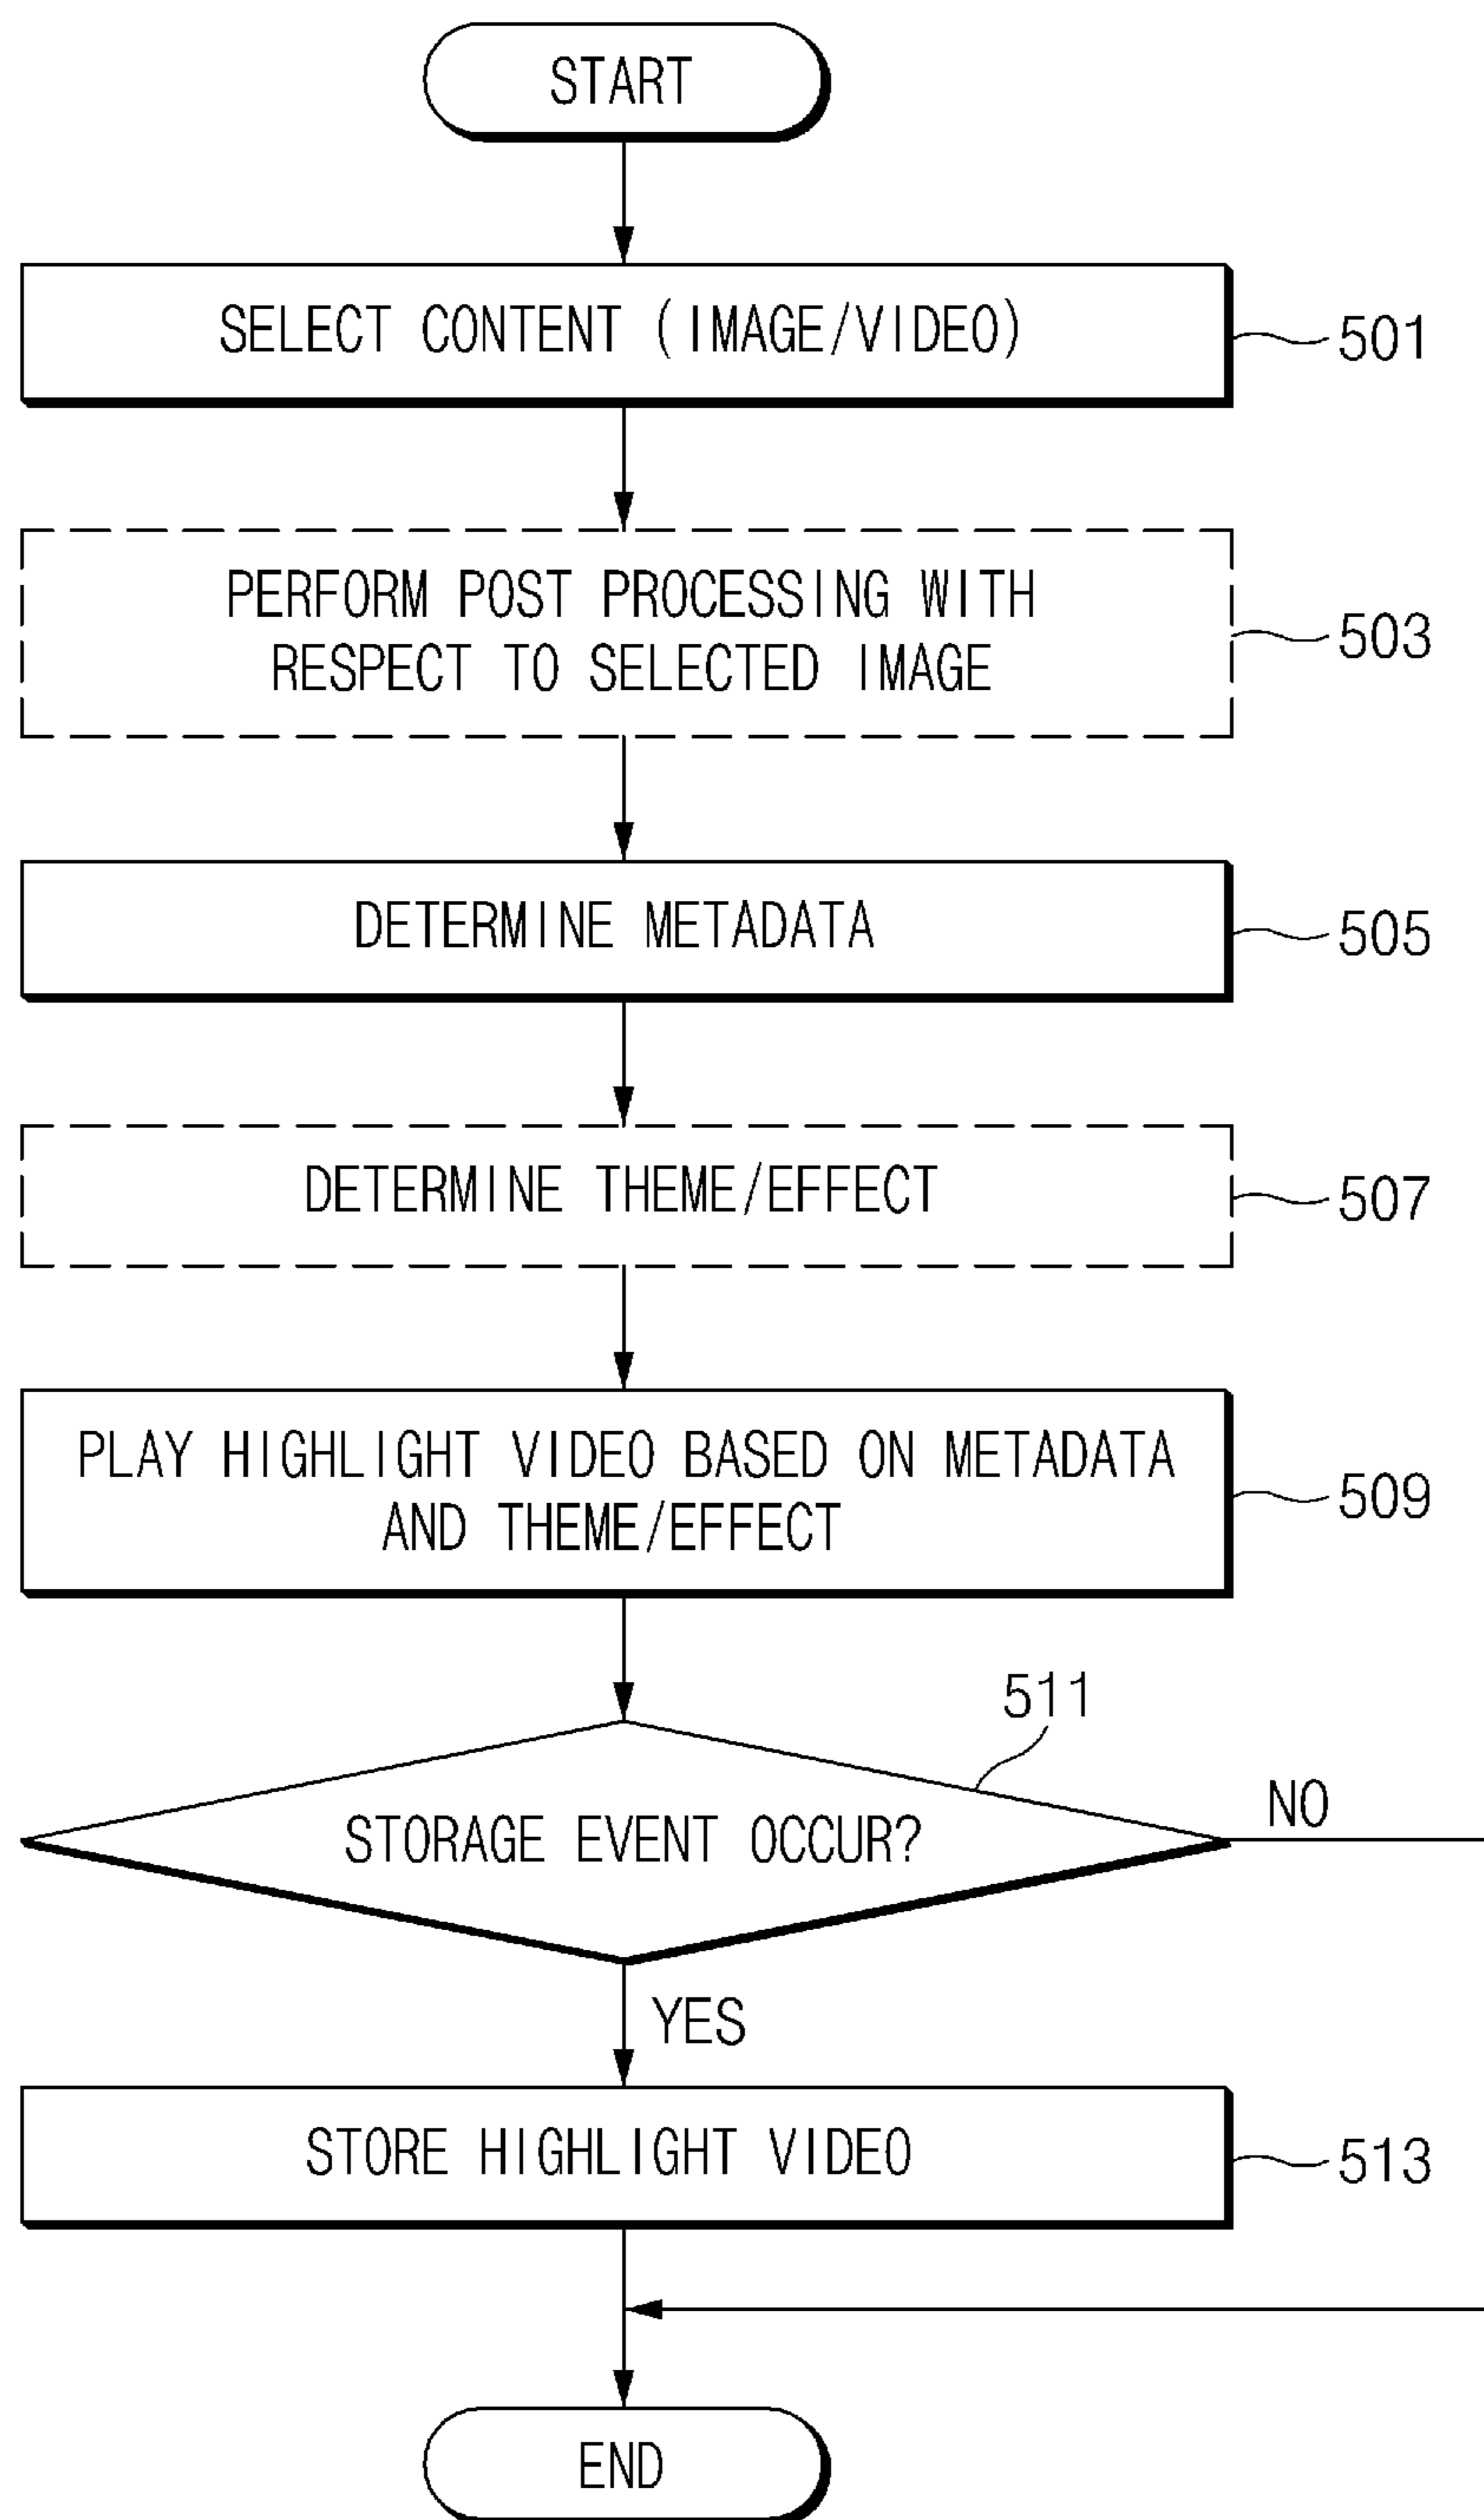 START
SELECT CONTENT (IMAGE/VIDEO)
501
PERFORM POST PROCESSING WITH
RESPECT TO SELECTED IMAGE
503
DETERMINE METADATA
505
DETERMINE THEME/EFFECT
507
PLAY HIGHLIGHT VIDEO BASED ON METADATA
AND THEME/EFFECT
509
511
STORAGE EVENT OCCUR?
NO
YES
STORE HIGHLIGHT VIDEO
513
END